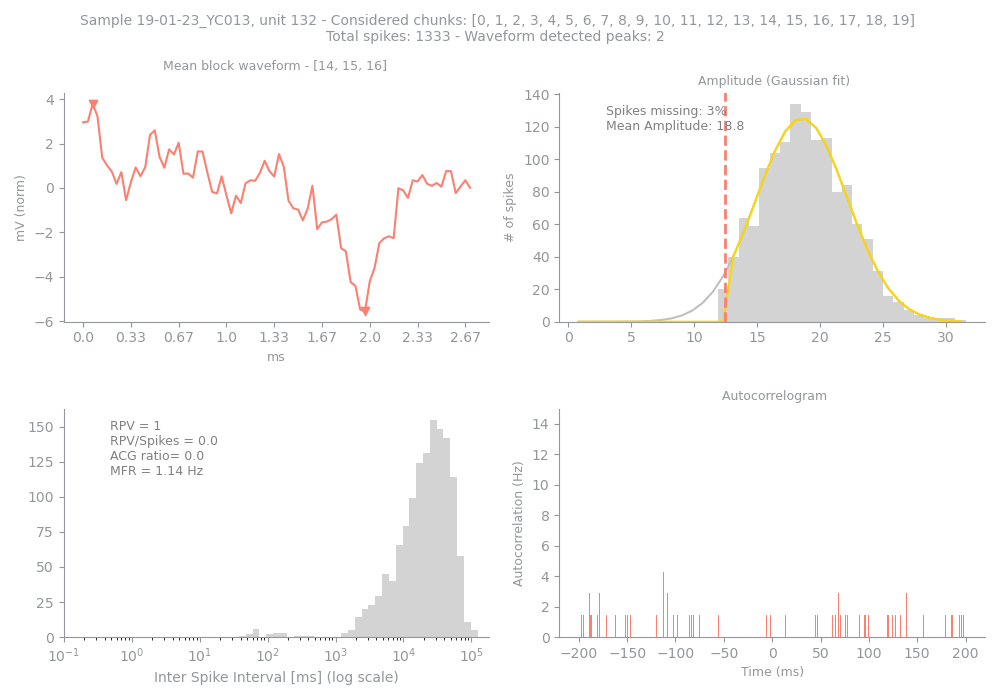 Sample 19-01-23_YC013, unit 132 - Considered chunks: [0, 1, 2, 3, 4, 5, 6, 7, 8, 9, 10, 11, 12, 13, 14, 15, 16, 17, 18, 19]
Total spikes: 1333 - Waveform detected peaks: 2
Mean block waveform - [14, 15, 16]
4
2
0
−2
−4
−6
mV (norm)
0.0 0.33 0.67 1.0 1.33 1.67 2.0 2.33 2.67
ms
Amplitude (Gaussian fit)
Spikes missing: 3%
Mean Amplitude: 18.8
140
120
100
80
60
40
20
0
# of spikes
0 5 10 15 20 25 30
RPV = 1
RPV/Spikes = 0.0
ACG ratio= 0.0
MFR = 1.14 Hz
150
125
100
75
50
25
0
10⁻¹ 10⁰ 10¹ 10² 10³ 10⁴ 10⁵
Inter Spike Interval [ms] (log scale)
Autocorrelogram
14
12
10
8
6
4
2
0
Autocorrelation (Hz)
−200 −150 −100 −50 0 50 100 150 200
Time (ms)